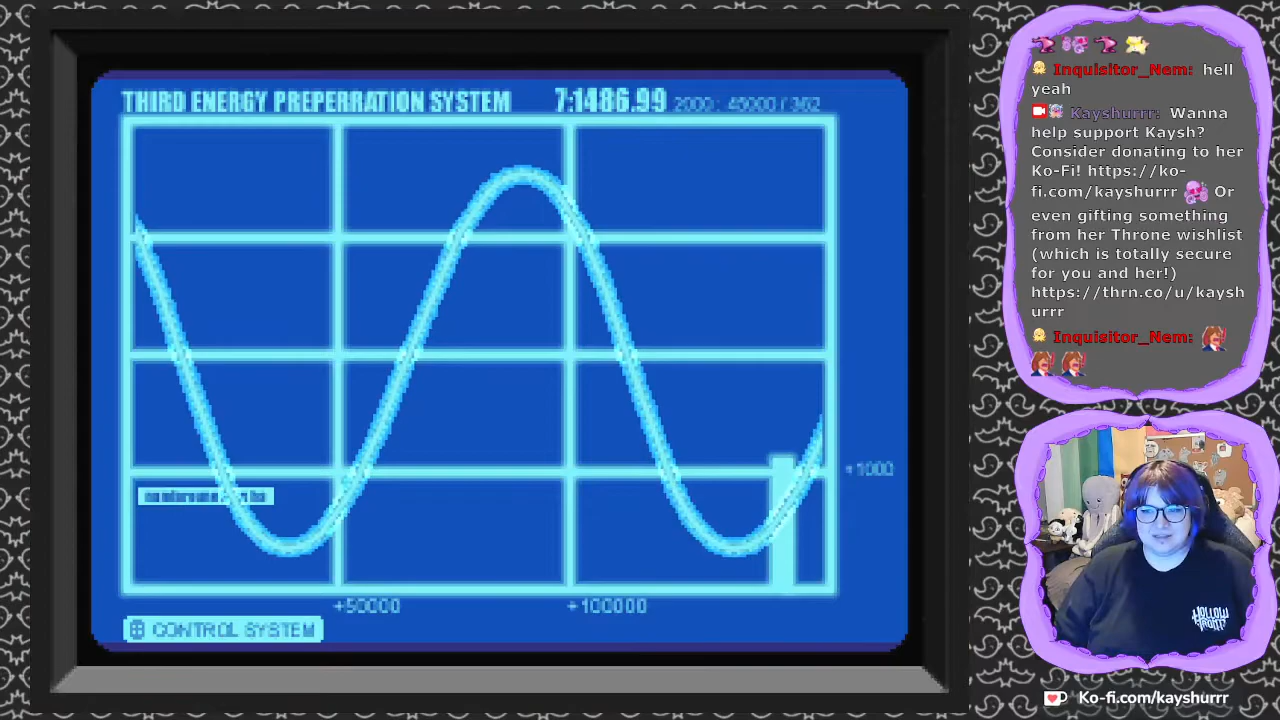 THIRD ENERGY PREPERRATION SYSTEM 7:1486.99 2000 : 45000 / 362
+1000
+50000 +100000
CONTROL SYSTEM
Inquisitor_Nem: hell
yeah
Kayshurrr: Wanna
help support Kaysh?
Consider donating to her
Ko-Fi! https://ko-
fi.com/kayshurrr Or
even gifting something
from her Throne wishlist
(which is totally secure
for you and her!)
https://thrn.co/u/kaysh
urrr
Inquisitor_Nem:
HOLLOW
FRONT
Ko-fi.com/kayshurrr